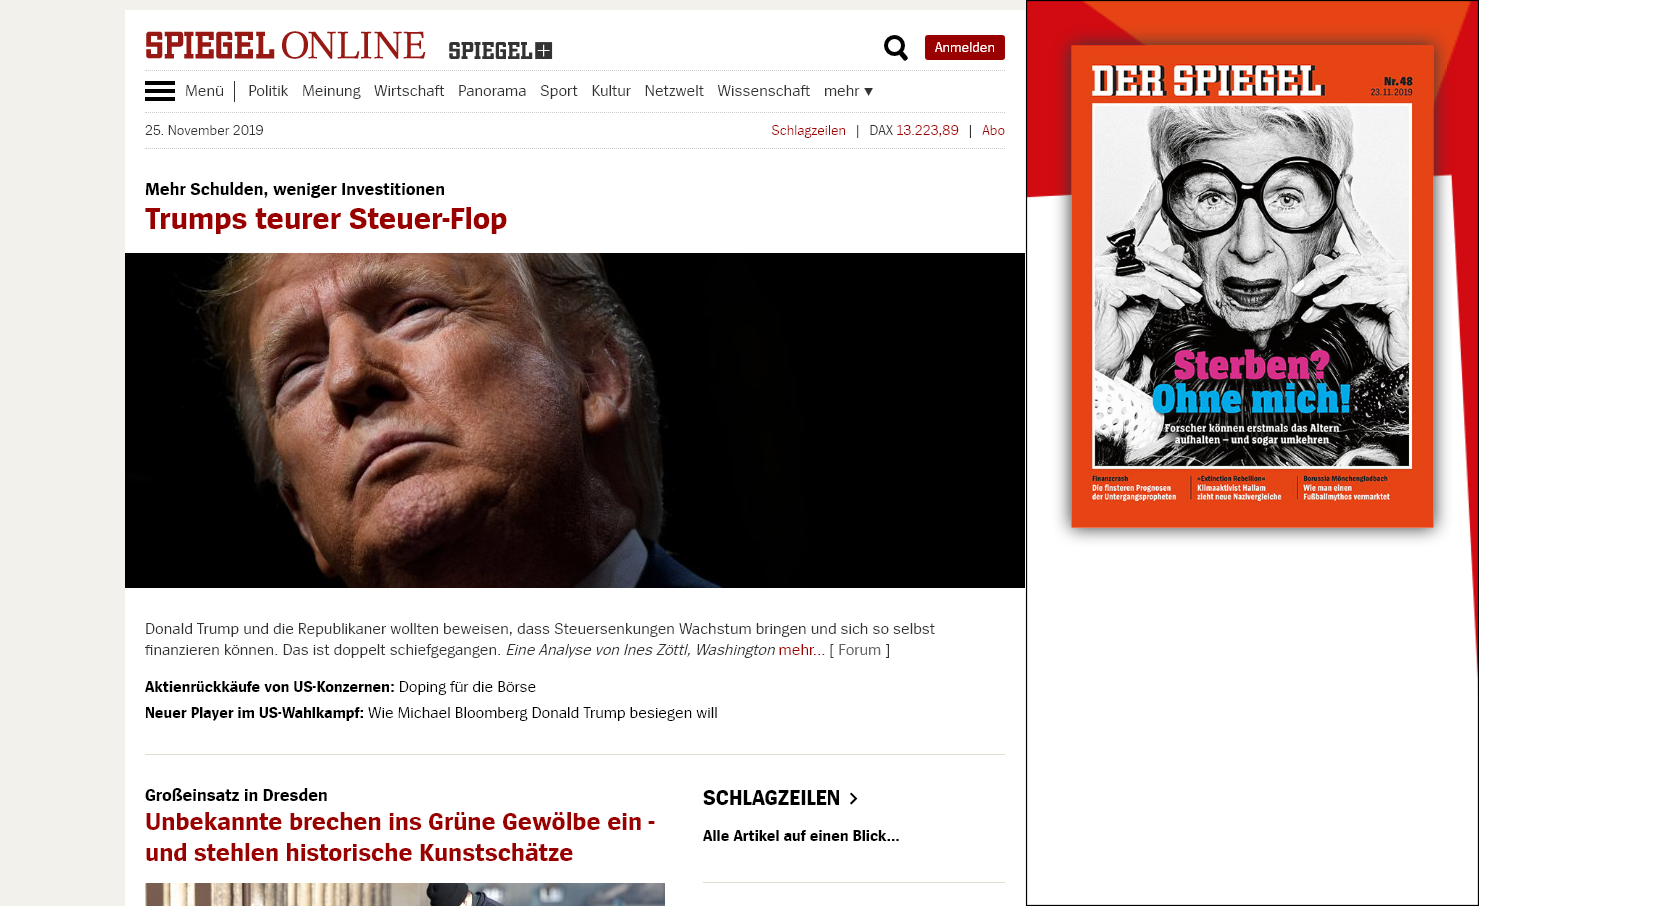 SPIEGEL ONLINE SPIEGEL+
Anmelden
Menü Politik Meinung Wirtschaft Panorama Sport Kultur Netzwelt Wissenschaft mehr ▼
25. November 2019
Schlagzeilen | DAX 13.223,89 | Abo
Mehr Schulden, weniger Investitionen
Trumps teurer Steuer-Flop
Donald Trump und die Republikaner wollten beweisen, dass Steuersenkungen Wachstum bringen und sich so selbst
finanzieren können. Das ist doppelt schiefgegangen. Eine Analyse von Ines Zöttl, Washington mehr... [ Forum ]
Aktienrückkäufe von US-Konzernen: Doping für die Börse
Neuer Player im US-Wahlkampf: Wie Michael Bloomberg Donald Trump besiegen will
Großeinsatz in Dresden
Unbekannte brechen ins Grüne Gewölbe ein -
und stehlen historische Kunstschätze
SCHLAGZEILEN >
Alle Artikel auf einen Blick...
DER SPIEGEL
Nr. 48
23.11.2019
Sterben?
Ohne mich!
Forscher können erstmals das Altern
aufhalten – und sogar umkehren
Finanzcrash
Die finsteren Prognosen
der Untergangspropheten
»Extinction Rebellion«
Klimaaktivist Hallam
zieht neue Nazivergleiche
Borussia Mönchengladbach
Wie man einen
Fußballmythos vermarktet